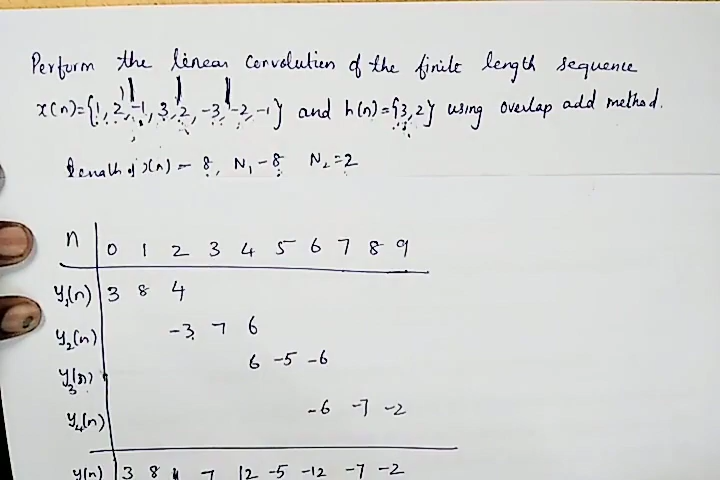 Perform the linear convolution of the finite length sequence
x(n)={1, 2, -1, 3, 2, -3, -2, -1} and h(n)={3, 2} using overlap add method.
Length of x(n) - 8, N₁ - 8 N₂ = 2
n 0 1 2 3 4 5 6 7 8 9
y₁(n) 3 8 4
y₂(n) -3 7 6
y₃(n) 6 -5 -6
y₄(n) -6 -7 -2
y(n) 3 8 1 7 12 -5 -12 -7 -2